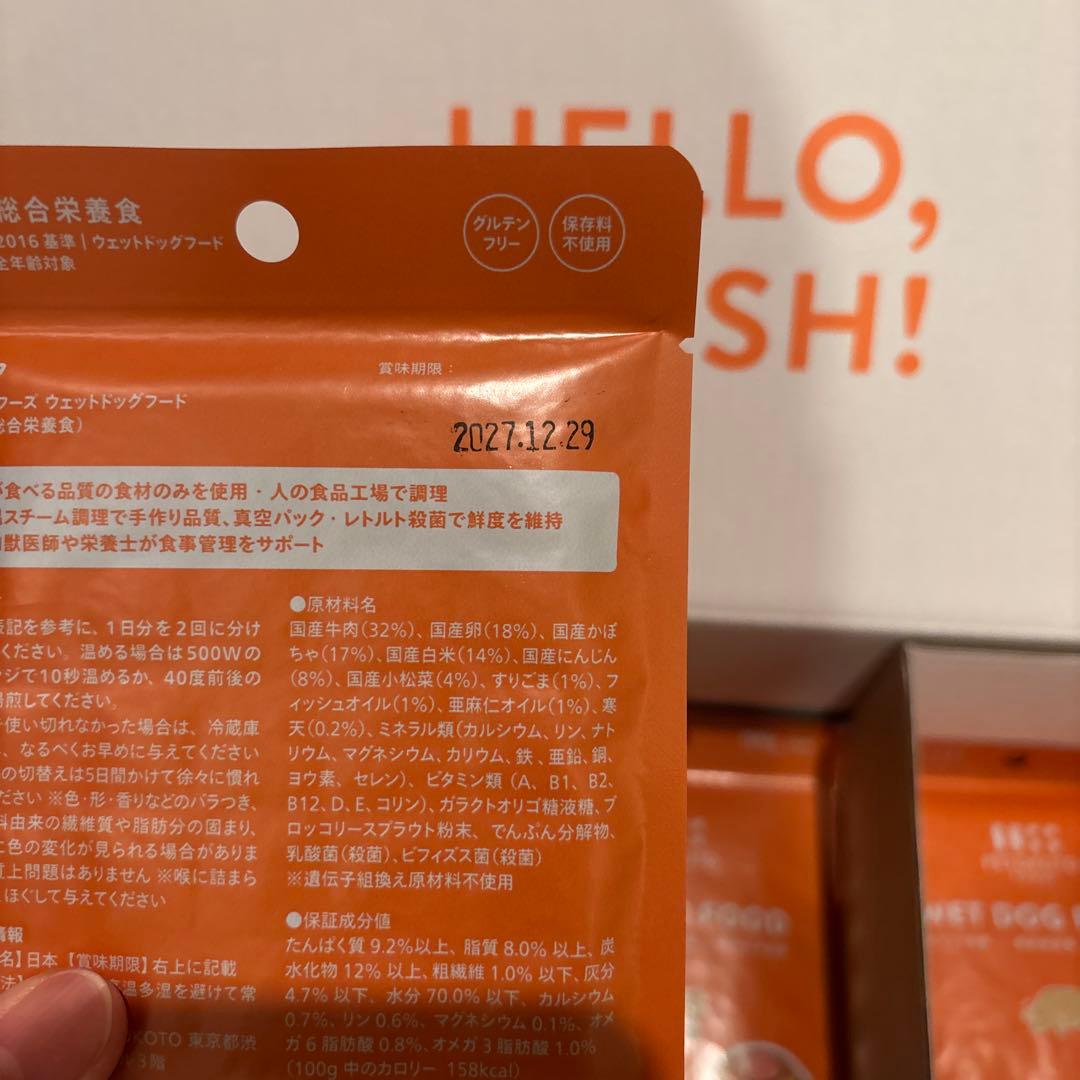 HELLO,
SH!
総合栄養食
2016 基準 | ウェットドッグフード
全年齢対象
グルテン
フリー
保存料
不使用
賞味期限：
2027.12.29
フーズ ウェットドッグフード
総合栄養食）
食べる品質の食材のみを使用・人の食品工場で調理
スチーム調理で手作り品質、真空パック・レトルト殺菌で鮮度を維持
獣医師や栄養士が食事管理をサポート
表記を参考に、1日分を2回に分け
ください。温める場合は500Wの
ンジで10秒温めるか、40度前後の
湯煎してください。
使い切れなかった場合は、冷蔵庫
、なるべくお早めに与えてください
の切替えは5日間かけて徐々に慣れ
ださい ※色・形・香りなどのバラつき、
料由来の繊維質や脂肪分の固まり、
に色の変化が見られる場合がありま
質上問題はありません ※喉に詰まら
ほぐして与えてください
情報
名】日本 【賞味期限】右上に記載
法】 温多湿を避けて常
KOTO 東京都渋
3階
●原材料名
国産牛肉(32%)、国産卵(18%)、国産かぼ
ちゃ(17%)、国産白米(14%)、国産にんじん
(8%)、国産小松菜(4%)、すりごま(1%)、フ
ィッシュオイル(1%)、亜麻仁オイル(1%)、寒
天(0.2%)、ミネラル類(カルシウム、リン、ナト
リウム、マグネシウム、カリウム、鉄、亜鉛、銅、
ヨウ素、セレン)、ビタミン類（A、B1、B2、
B12、D、E、コリン)、ガラクトオリゴ糖液糖、ブ
ロッコリースプラウト粉末、でんぷん分解物、
乳酸菌(殺菌)、ビフィズス菌(殺菌)
※遺伝子組換え原材料不使用
●保証成分値
たんぱく質 9.2%以上、脂質 8.0%以上、炭
水化物 12%以上、粗繊維 1.0%以下、灰分
4.7%以下、水分 70.0%以下、カルシウム
0.7%、リン 0.6%、マグネシウム 0.1%、オメ
ガ6脂肪酸 0.8%、オメガ3脂肪酸 1.0%
(100g 中のカロリー 158kcal)
FOOD
WET DOG